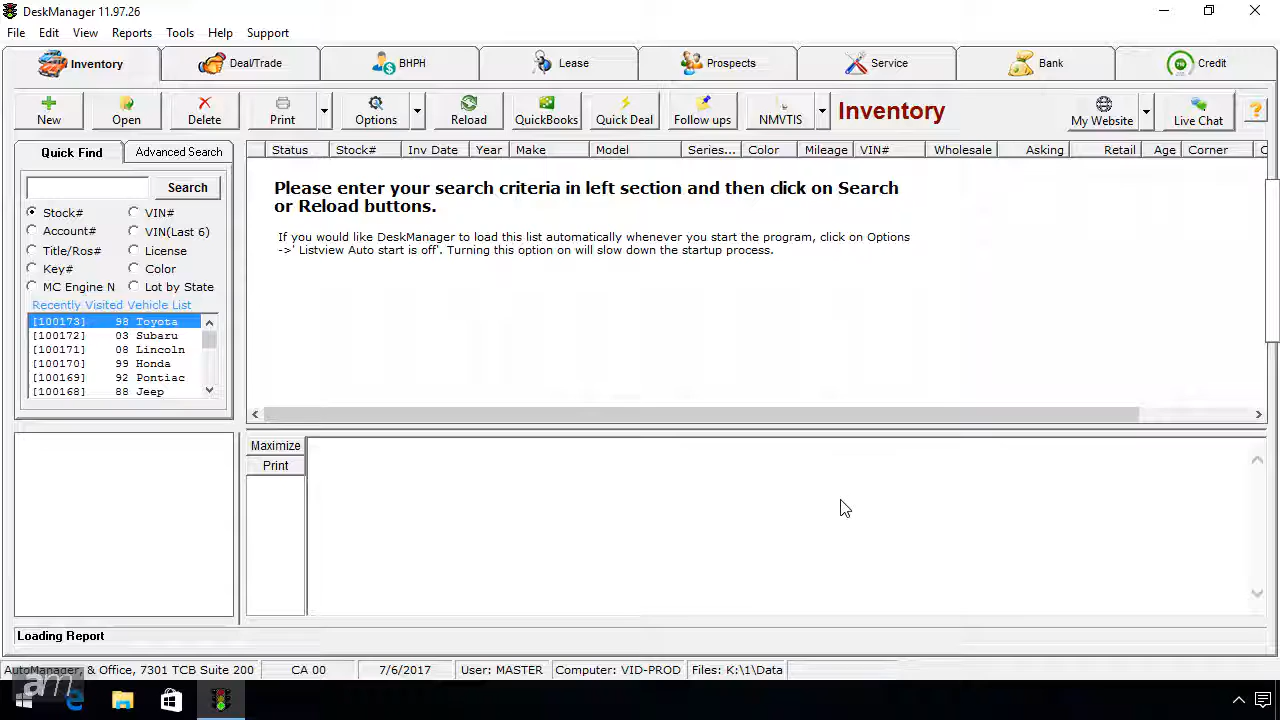 DeskManager 11.97.26
File Edit View Reports Tools Help Support
Inventory Deal/Trade BHPH Lease Prospects Service Bank Credit
New Open Delete Print Options Reload QuickBooks Quick Deal Follow ups NMVTIS Inventory My Website Live Chat
Quick Find Advanced Search
Status Stock# Inv Date Year Make Model Series... Color Mileage VIN# Wholesale Asking Retail Age Corner C
Search
Please enter your search criteria in left section and then click on Search
or Reload buttons.
Stock# VIN#
Account# VIN(Last 6)
If you would like DeskManager to load this list automatically whenever you start the program, click on Options
->' Listview Auto start is off'. Turning this option on will slow down the startup process.
Title/Ros# License
Key# Color
MC Engine N Lot by State
Recently Visited Vehicle List
[100173] 98 Toyota
[100172] 03 Subaru
[100171] 08 Lincoln
[100170] 99 Honda
[100169] 92 Pontiac
[100168] 88 Jeep
Maximize
Print
Loading Report
AutoManager, & Office, 7301 TCB Suite 200 CA 00 7/6/2017 User: MASTER Computer: VID-PROD Files: K:\1\Data
am